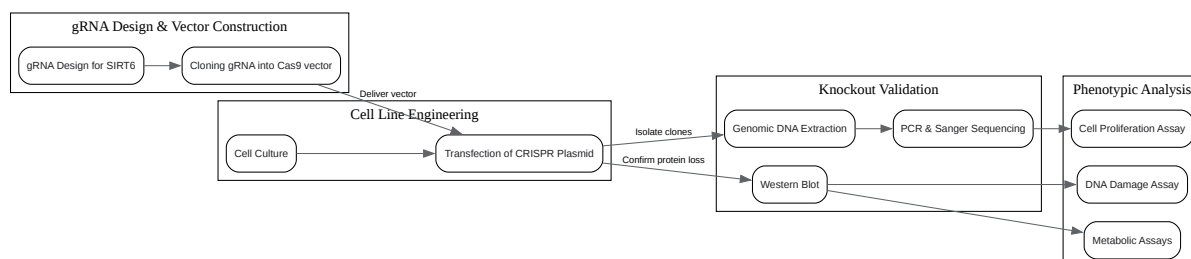 gRNA Design & Vector Construction
gRNA Design for SIRT6
Cloning gRNA into Cas9 vector
Deliver vector
Cell Line Engineering
Cell Culture
Transfection of CRISPR Plasmid
Isolate clones
Confirm protein loss
Knockout Validation
Genomic DNA Extraction
PCR & Sanger Sequencing
Western Blot
Phenotypic Analysis
Cell Proliferation Assay
DNA Damage Assay
Metabolic Assays